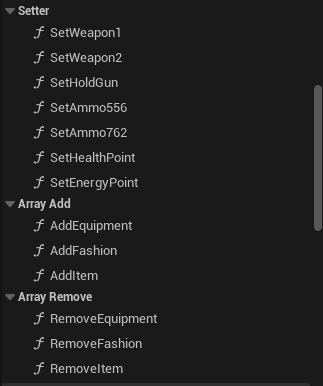 Setter
SetWeapon1
SetWeapon2
SetHoldGun
SetAmmo556
SetAmmo762
SetHealthPoint
SetEnergyPoint
Array Add
AddEquipment
AddFashion
AddItem
Array Remove
RemoveEquipment
RemoveFashion
RemoveItem